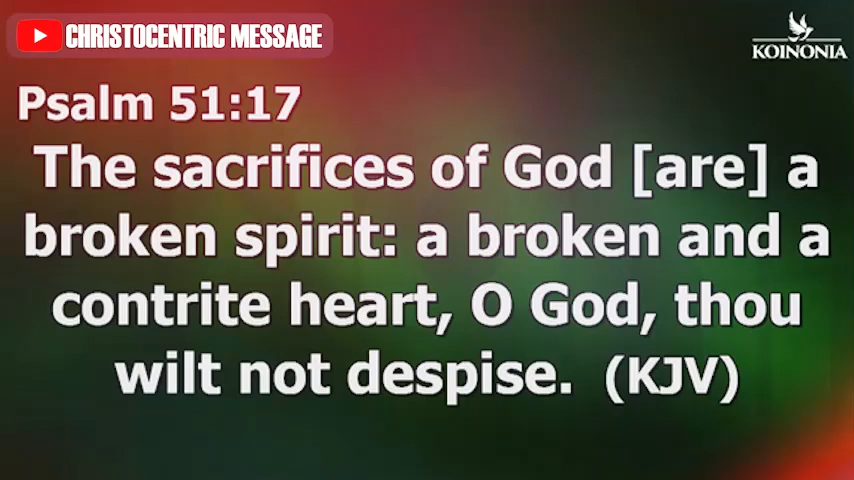 CHRISTOCENTRIC MESSAGE
KOINONIA
Psalm 51:17
The sacrifices of God [are] a
broken spirit: a broken and a
contrite heart, O God, thou
wilt not despise. (KJV)